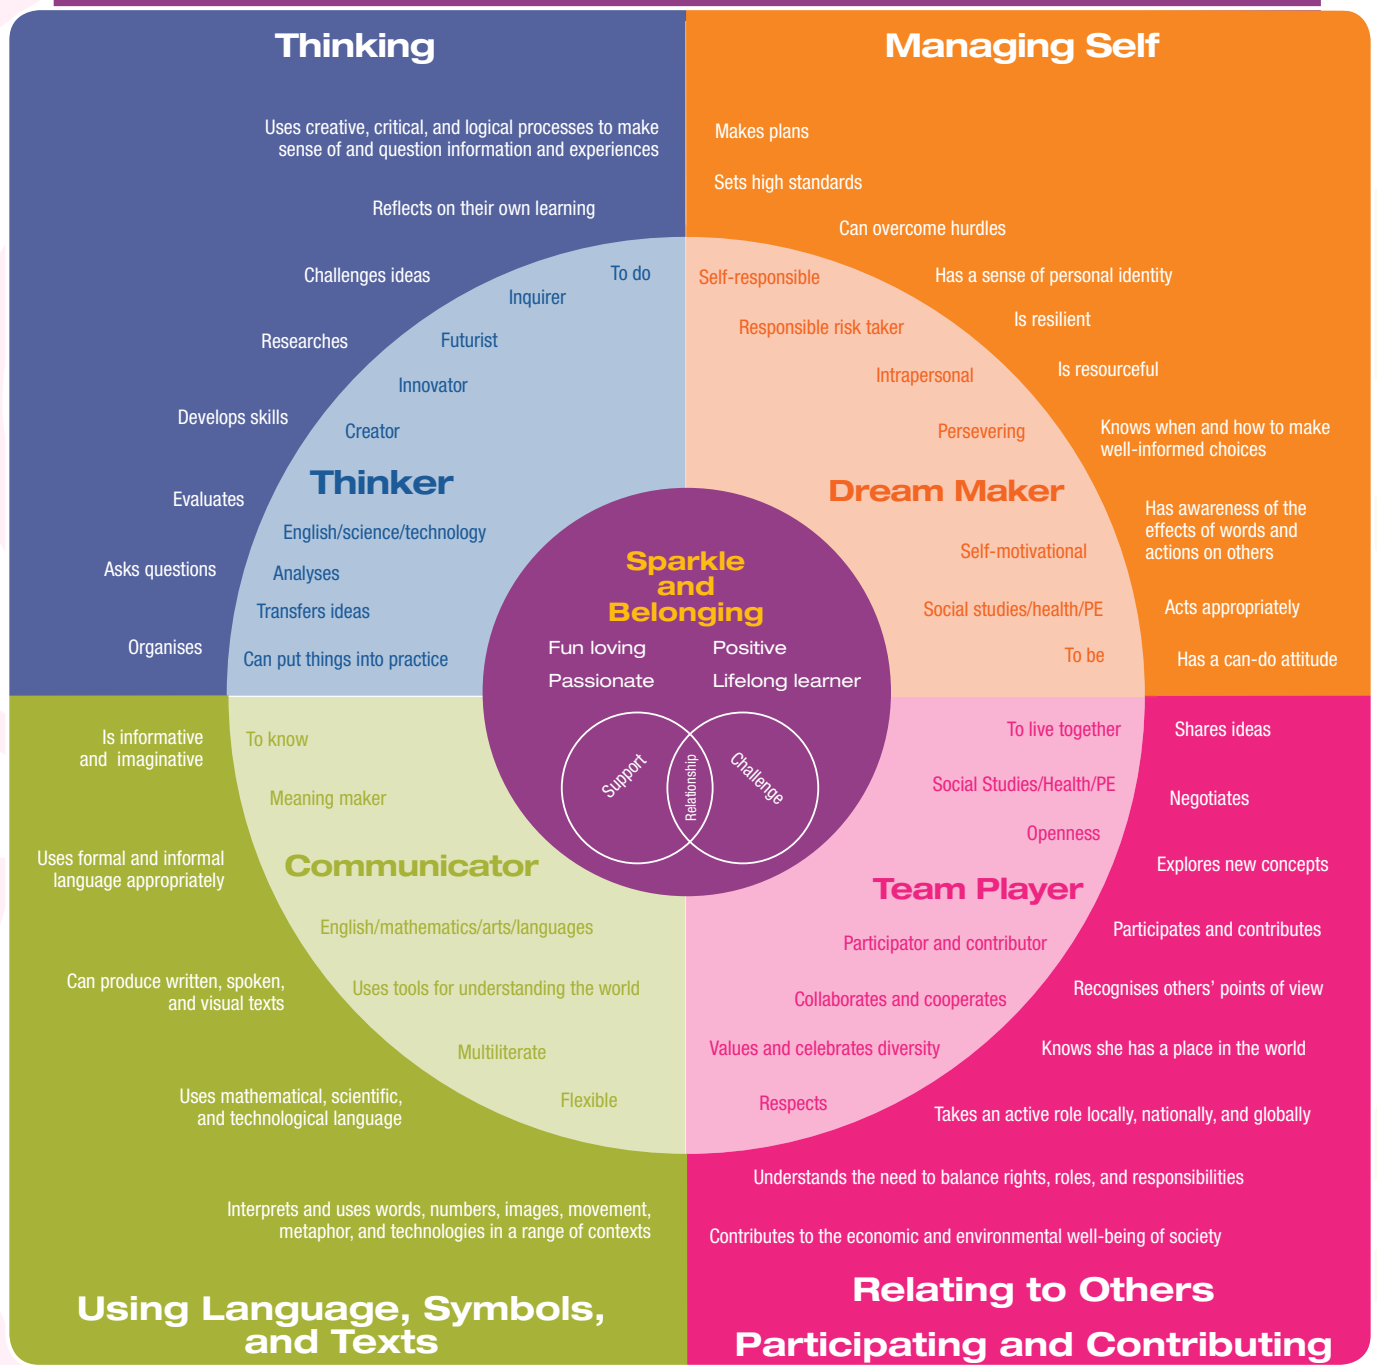 Thinking
Uses creative, critical, and logical processes to make
sense of and question information and experiences
Reflects on their own learning
Challenges ideas
Researches
Develops skills
Evaluates
Asks questions
Organises
To do
Inquirer
Futurist
Innovator
Creator
Thinker
English/science/technology
Analyses
Transfers ideas
Can put things into practice
Managing Self
Makes plans
Sets high standards
Can overcome hurdles
Has a sense of personal identity
Is resilient
Is resourceful
Knows when and how to make
well-informed choices
Has awareness of the
effects of words and
actions on others
Acts appropriately
Has a can-do attitude
Self-responsible
Responsible risk taker
Intrapersonal
Persevering
Dream Maker
Self-motivational
Social studies/health/PE
To be
Sparkle
and
Belonging
Fun loving
Positive
Passionate
Lifelong learner
Support
Relationship
Challenge
Is informative
and  imaginative
Uses formal and informal
language appropriately
Can produce written, spoken,
and visual texts
Uses mathematical, scientific,
and technological language
Interprets and uses words, numbers, images, movement,
metaphor, and technologies in a range of contexts
To know
Meaning maker
Communicator
English/mathematics/arts/languages
Uses tools for understanding the world
Multiliterate
Flexible
Using Language, Symbols,
and Texts
To live together
Social Studies/Health/PE
Openness
Team Player
Participator and contributor
Collaborates and cooperates
Values and celebrates diversity
Respects
Shares ideas
Negotiates
Explores new concepts
Participates and contributes
Recognises others’ points of view
Knows she has a place in the world
Takes an active role locally, nationally, and globally
Understands the need to balance rights, roles, and responsibilities
Contributes to the economic and environmental well-being of society
Relating to Others
Participating and Contributing